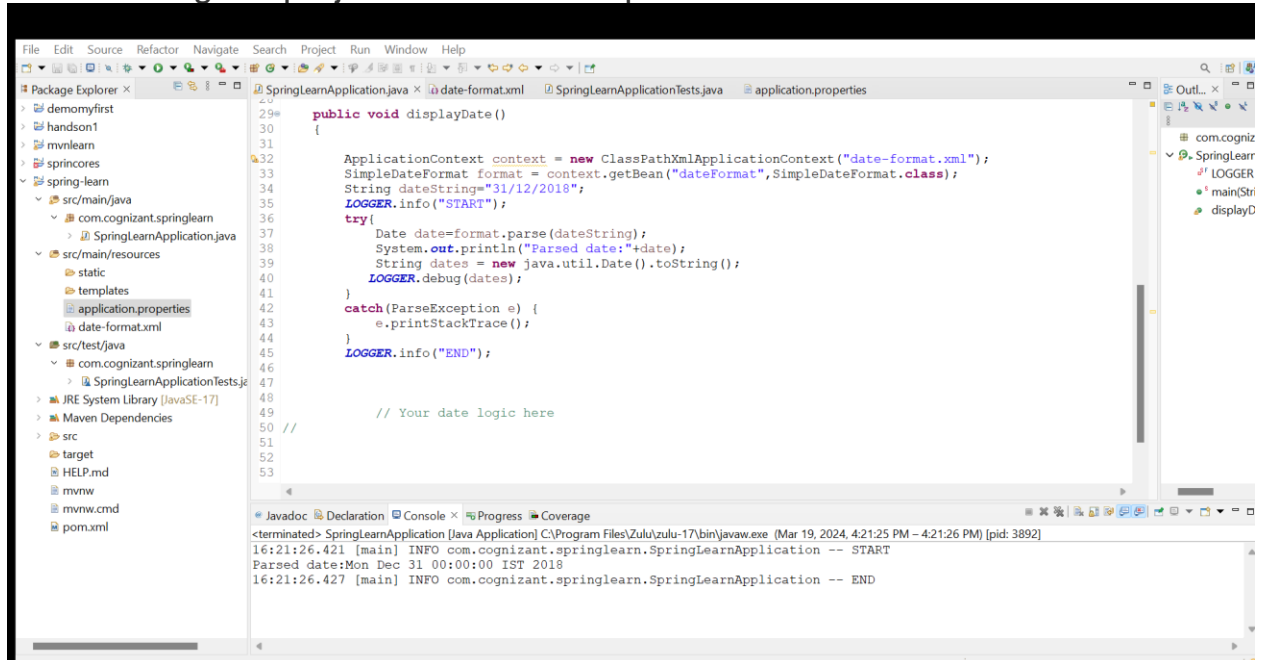 File Edit Source Refactor Navigate Search Project Run Window Help
Package Explorer ×
demomyfirst
handson1
mvnlearn
sprincores
spring-learn
src/main/java
com.cognizant.springlearn
SpringLearnApplication.java
src/main/resources
static
templates
application.properties
date-format.xml
src/test/java
com.cognizant.springlearn
SpringLearnApplicationTests.ja
JRE System Library [JavaSE-17]
Maven Dependencies
src
target
HELP.md
mvnw
mvnw.cmd
pom.xml
SpringLearnApplication.java × date-format.xml SpringLearnApplicationTests.java application.properties
29 public void displayDate()
30 {
31
32 ApplicationContext context = new ClassPathXmlApplicationContext("date-format.xml");
33 SimpleDateFormat format = context.getBean("dateFormat",SimpleDateFormat.class);
34 String dateString="31/12/2018";
35 LOGGER.info("START");
36 try{
37 Date date=format.parse(dateString);
38 System.out.println("Parsed date:"+date);
39 String dates = new java.util.Date().toString();
40 LOGGER.debug(dates);
41 }
42 catch(ParseException e) {
43 e.printStackTrace();
44 }
45 LOGGER.info("END");
46
47
48
49 // Your date logic here
50 //
51
52
53
Outl... ×
com.cogniz
SpringLearn
LOGGER
main(Stri
displayD
Javadoc Declaration Console × Progress Coverage
<terminated> SpringLearnApplication [Java Application] C:\Program Files\Zulu\zulu-17\bin\javaw.exe (Mar 19, 2024, 4:21:25 PM – 4:21:26 PM) [pid: 3892]
16:21:26.421 [main] INFO com.cognizant.springlearn.SpringLearnApplication -- START
Parsed date:Mon Dec 31 00:00:00 IST 2018
16:21:26.427 [main] INFO com.cognizant.springlearn.SpringLearnApplication -- END